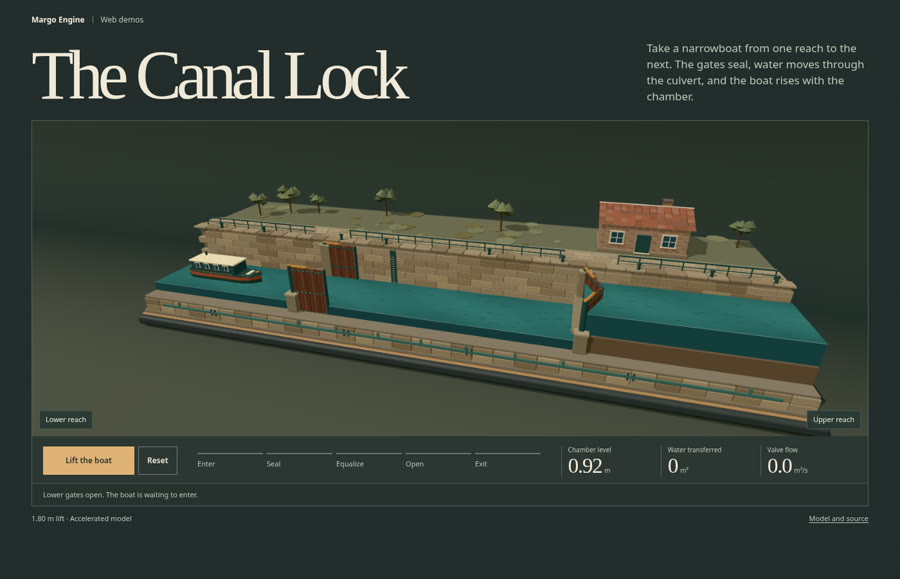 Margo Engine | Web demos
The Canal Lock
Take a narrowboat from one reach to the
next. The gates seal, water moves through
the culvert, and the boat rises with the
chamber.
Lower reach
Upper reach
Lift the boat
Reset
Enter
Seal
Equalize
Open
Exit
Chamber level
0.92 m
Water transferred
0 m³
Valve flow
0.0 m³/s
Lower gates open. The boat is waiting to enter.
1.80 m lift · Accelerated model
Model and source